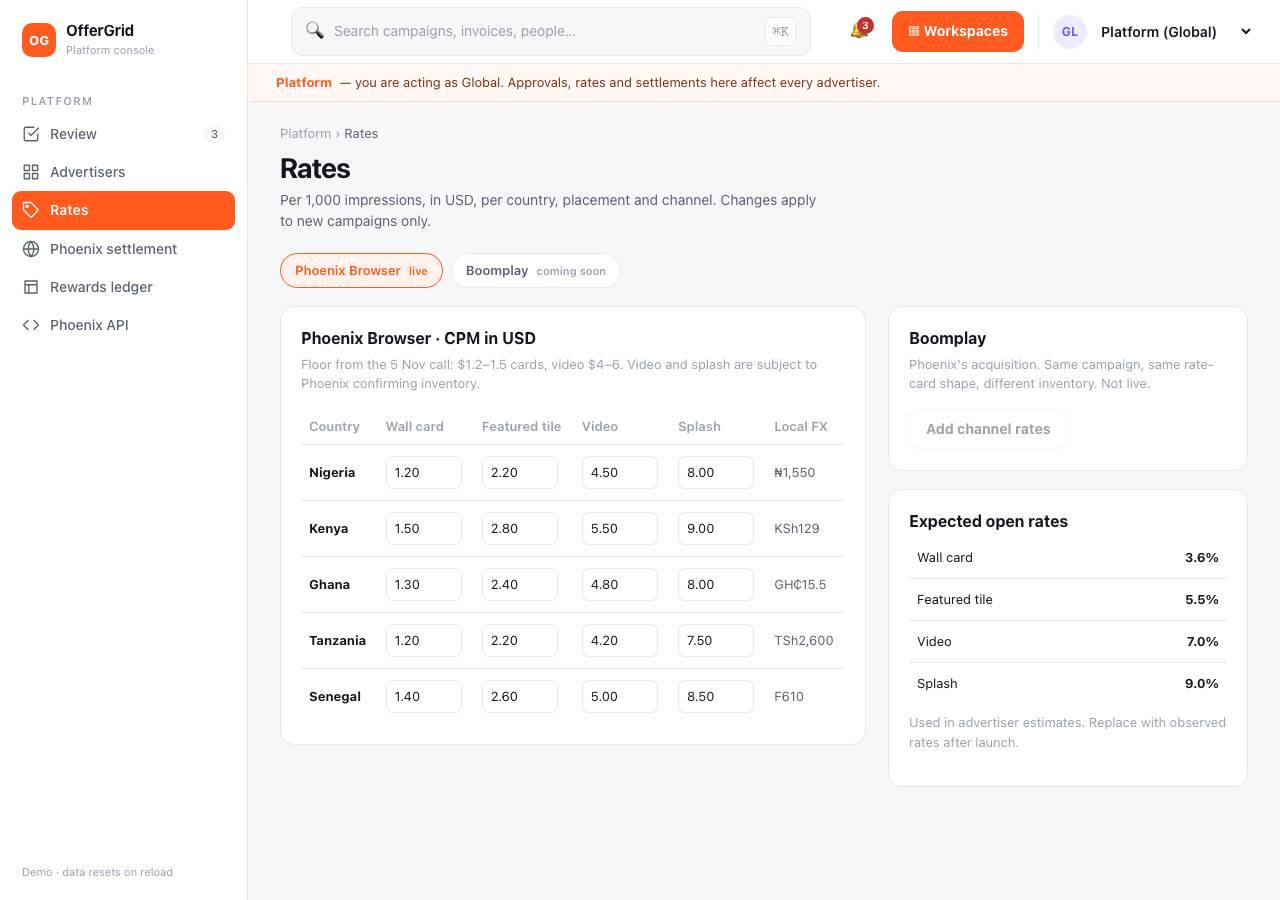 OG
OfferGrid
Platform console
PLATFORM
Review 3
Advertisers
Rates
Phoenix settlement
Rewards ledger
Phoenix API
Demo · data resets on reload
Search campaigns, invoices, people...
⌘K
3
Workspaces
GL
Platform (Global)
Platform — you are acting as Global. Approvals, rates and settlements here affect every advertiser.
Platform › Rates
Rates
Per 1,000 impressions, in USD, per country, placement and channel. Changes apply
to new campaigns only.
Phoenix Browser live
Boomplay coming soon
Phoenix Browser · CPM in USD
Floor from the 5 Nov call: $1.2–1.5 cards, video $4–6. Video and splash are subject to
Phoenix confirming inventory.
Country Wall card Featured tile Video Splash Local FX
Nigeria 1.20 2.20 4.50 8.00 ₦1,550
Kenya 1.50 2.80 5.50 9.00 KSh129
Ghana 1.30 2.40 4.80 8.00 GH₵15.5
Tanzania 1.20 2.20 4.20 7.50 TSh2,600
Senegal 1.40 2.60 5.00 8.50 F610
Boomplay
Phoenix's acquisition. Same campaign, same rate-
card shape, different inventory. Not live.
Add channel rates
Expected open rates
Wall card 3.6%
Featured tile 5.5%
Video 7.0%
Splash 9.0%
Used in advertiser estimates. Replace with observed
rates after launch.